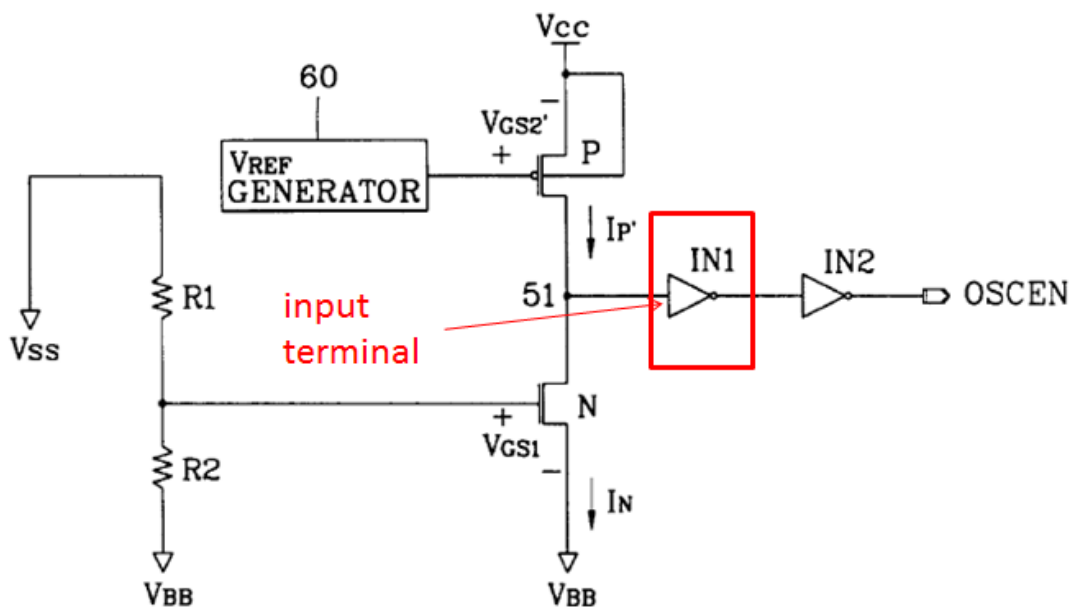 Vcc
60
VGS2'
-
+
P
VREF
GENERATOR
IP'
IN1
IN2
R1
51
OSCEN
input
terminal
Vss
+
N
VGS1
-
R2
IN
VBB
VBB